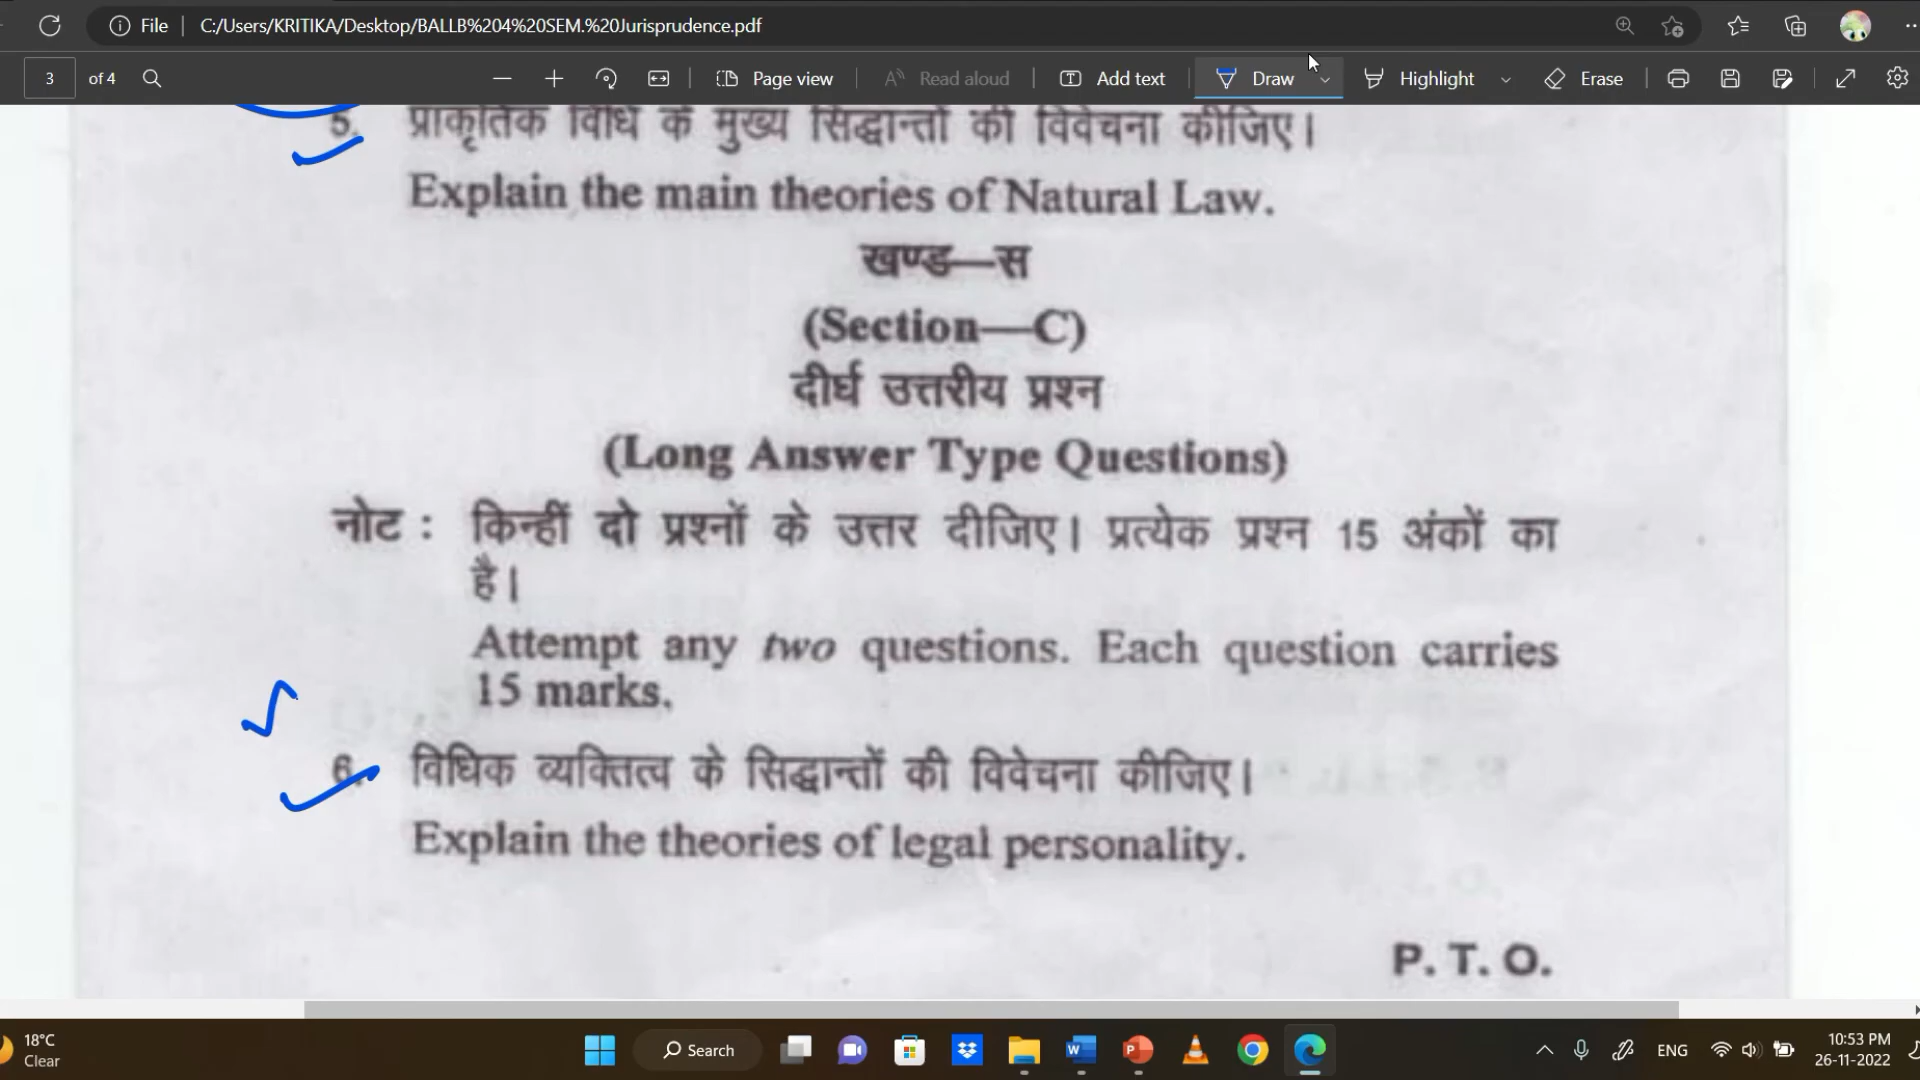 File
C:/Users/KRITIKA/Desktop/BALLB%204%20SEM.%20Jurisprudence.pdf
3 of 4
Page view
Read aloud
Add text
Draw
Highlight
Erase
5. प्राकृतिक विधि के मुख्य सिद्धान्तों की विवेचना कीजिए।
Explain the main theories of Natural Law.
खण्ड—स
(Section—C)
दीर्घ उत्तरीय प्रश्न
(Long Answer Type Questions)
नोट : किन्हीं दो प्रश्नों के उत्तर दीजिए। प्रत्येक प्रश्न 15 अंकों का
है।
Attempt any two questions. Each question carries
15 marks.
6. विधिक व्यक्तित्व के सिद्धान्तों की विवेचना कीजिए।
Explain the theories of legal personality.
P. T. O.
18°C
Clear
Search
ENG
10:53 PM
26-11-2022